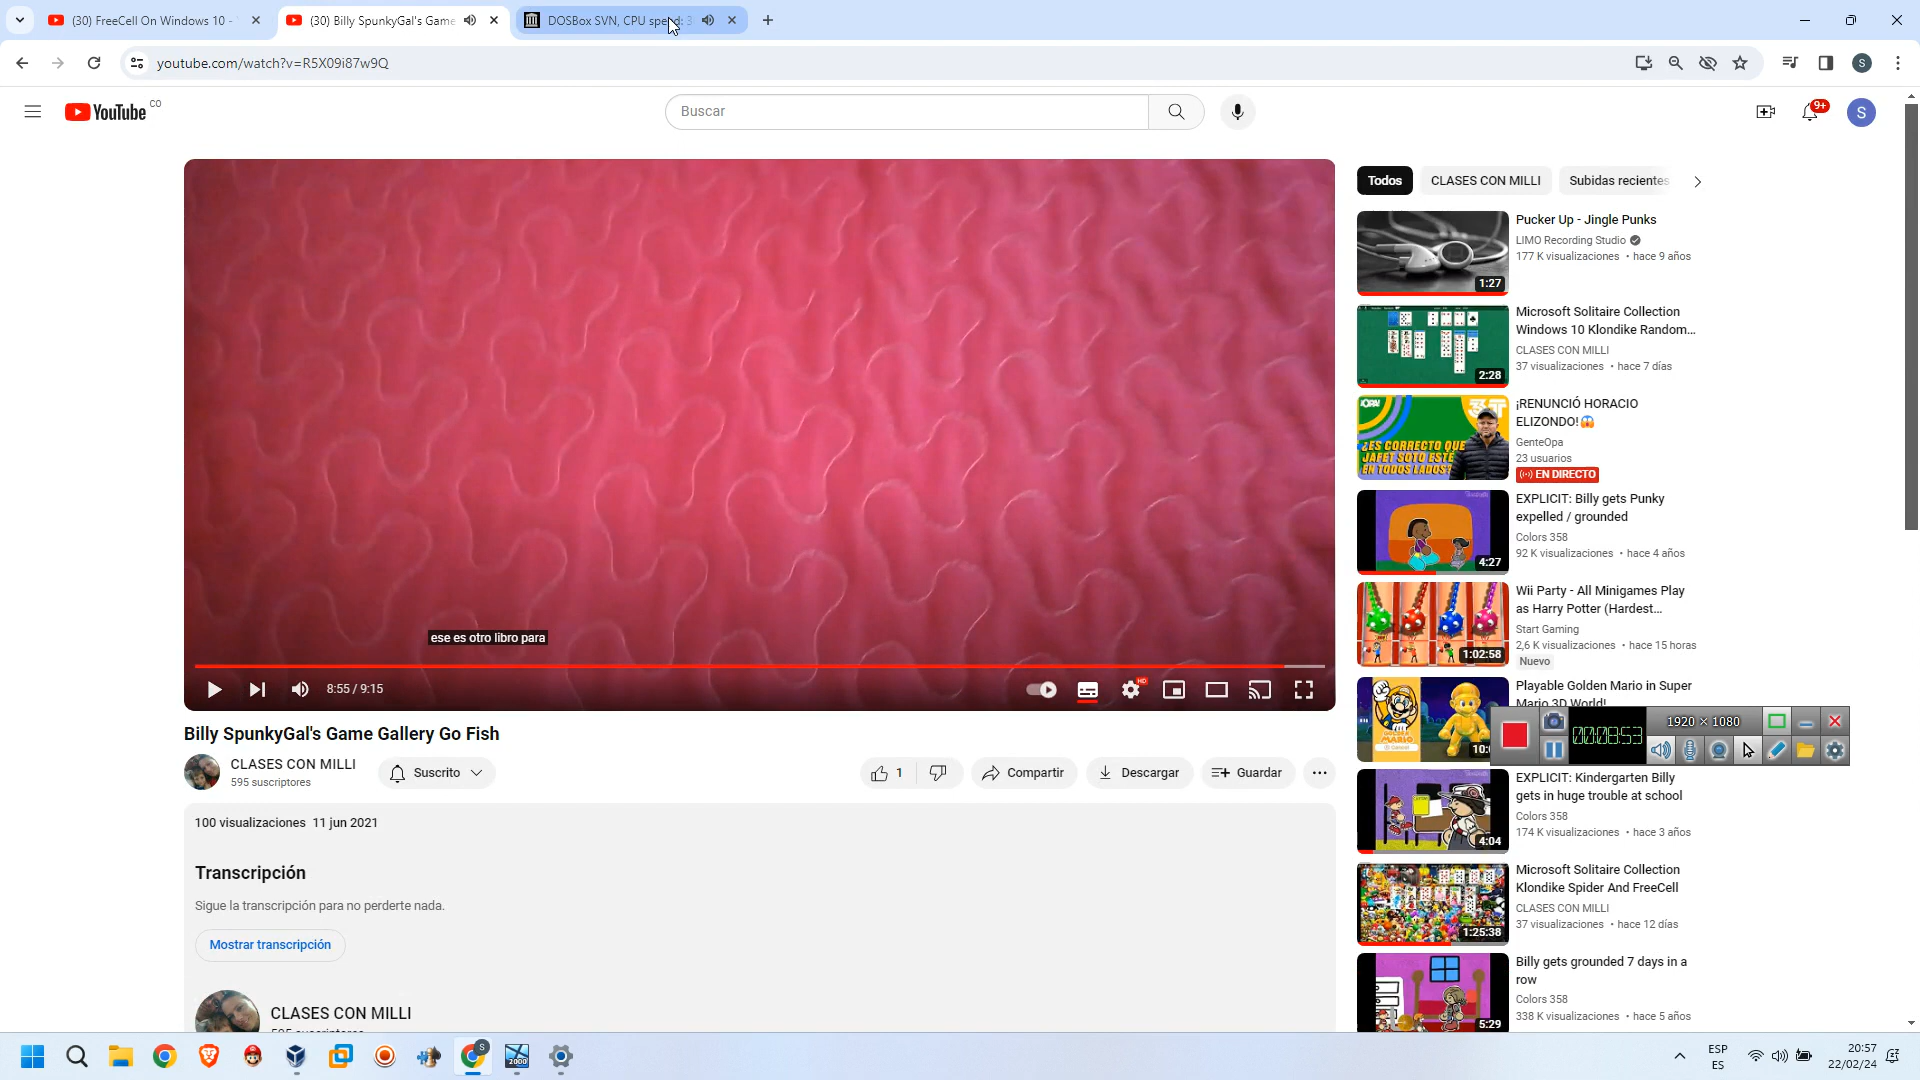 (30) FreeCell On Windows 10 -
(30) Billy SpunkyGal's Game
DOSBox SVN, CPU speed: 3
youtube.com/watch?v=R5X09i87w9Q
YouTube CO
Buscar
9+
S
ese es otro libro para
8:55 / 9:15
HD
Billy SpunkyGal's Game Gallery Go Fish
CLASES CON MILLI
595 suscriptores
Suscrito
1
Compartir
Descargar
Guardar
100 visualizaciones 11 jun 2021
Transcripción
Sigue la transcripción para no perderte nada.
Mostrar transcripción
CLASES CON MILLI
Todos
CLASES CON MILLI
Subidas recientes
Pucker Up - Jingle Punks
LIMO Recording Studio
177 K visualizaciones • hace 9 años
1:27
Microsoft Solitaire Collection
Windows 10 Klondike Random...
CLASES CON MILLI
37 visualizaciones • hace 7 días
2:28
¡RENUNCIÓ HORACIO
ELIZONDO!😱
GenteOpa
23 usuarios
EN DIRECTO
¡OPA!
¿ES CORRECTO QUE
JAFET SOTO ESTÉ
EN TODOS LADOS?
EXPLICIT: Billy gets Punky
expelled / grounded
Colors 358
92 K visualizaciones • hace 4 años
4:27
Wii Party - All Minigames Play
as Harry Potter (Hardest...
Start Gaming
2,6 K visualizaciones • hace 15 horas
Nuevo
1:02:58
Playable Golden Mario in Super
Mario 3D World!
GOLDEN
MARIO
10:
00:08:53
1920 × 1080
EXPLICIT: Kindergarten Billy
gets in huge trouble at school
Colors 358
174 K visualizaciones • hace 3 años
4:04
Microsoft Solitaire Collection
Klondike Spider And FreeCell
CLASES CON MILLI
37 visualizaciones • hace 12 días
1:25:38
Billy gets grounded 7 days in a
row
Colors 358
338 K visualizaciones • hace 5 años
5:29
S
2000
ESP
ES
20:57
22/02/24